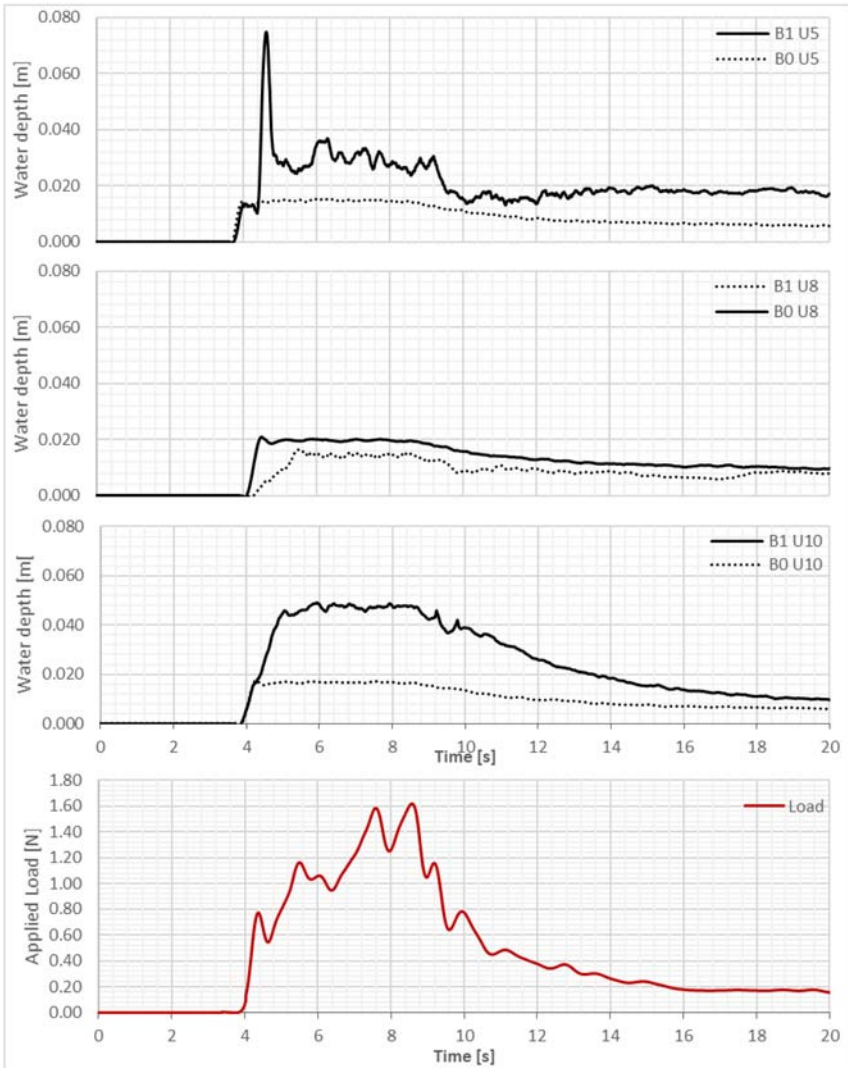 0.080
0.060
0.040
0.020
0.000
Water depth [m]
B1 U5
B0 U5
0.080
0.060
0.040
0.020
0.000
Water depth [m]
B1 U8
B0 U8
0.080
0.060
0.040
0.020
0.000
Water depth [m[
B1 U10
B0 U10
0 2 4 6 8 10 12 14 16 18 20
Time [s]
1.80
1.60
1.40
1.20
1.00
0.80
0.60
0.40
0.20
0.00
Applied Load [N]
Load
0 2 4 6 8 10 12 14 16 18 20
Time [s]